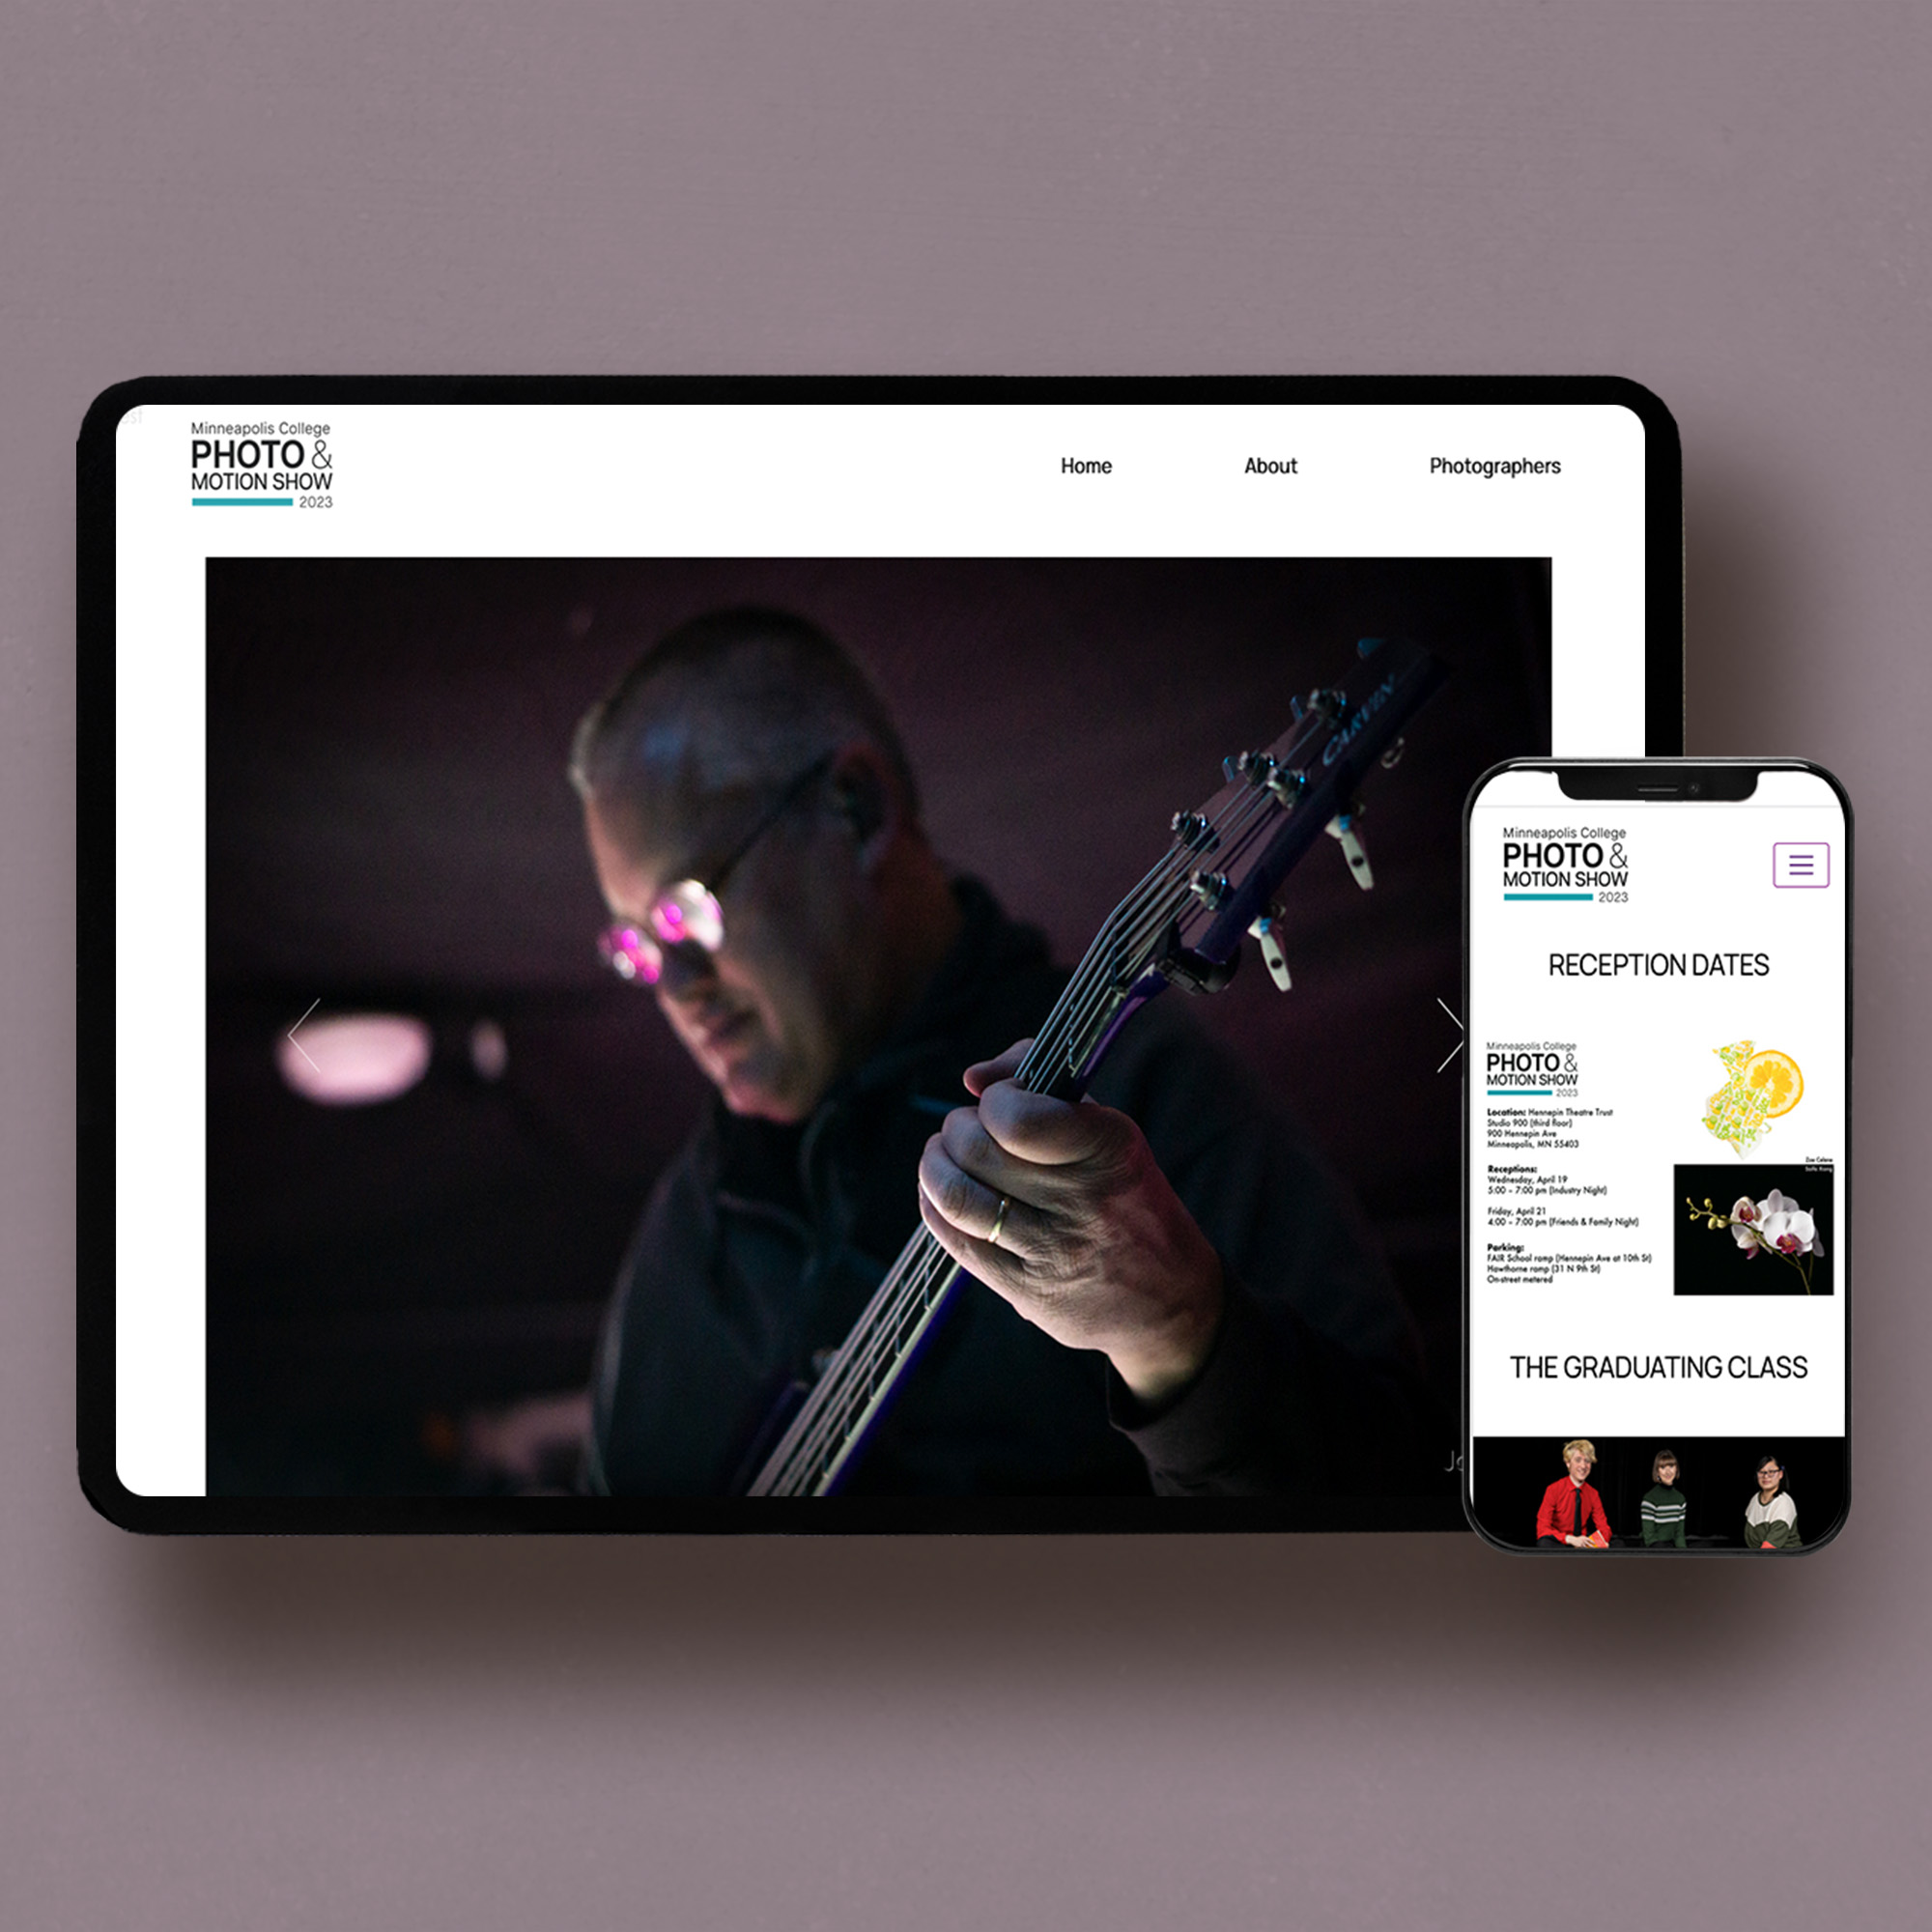 Minneapolis College
PHOTO &
MOTION SHOW
2023
Home
About
Photographers
CARVIN
Minneapolis College
PHOTO &
MOTION SHOW
2023
RECEPTION DATES
Minneapolis College
PHOTO &
MOTION SHOW
2023
Location: Hennepin Theatre Trust
Studio 900 (third floor)
900 Hennepin Ave
Minneapolis, MN 55403
Receptions:
Wednesday, April 19
5:00 – 7:00 pm (Industry Night)
Friday, April 21
4:00 – 7:00 pm (Friends & Family Night)
Parking:
FAIR School ramp (Hennepin Ave at 10th St)
Hawthorne ramp (31 N 9th St)
On-street metered
Zoe Celene
THE GRADUATING CLASS